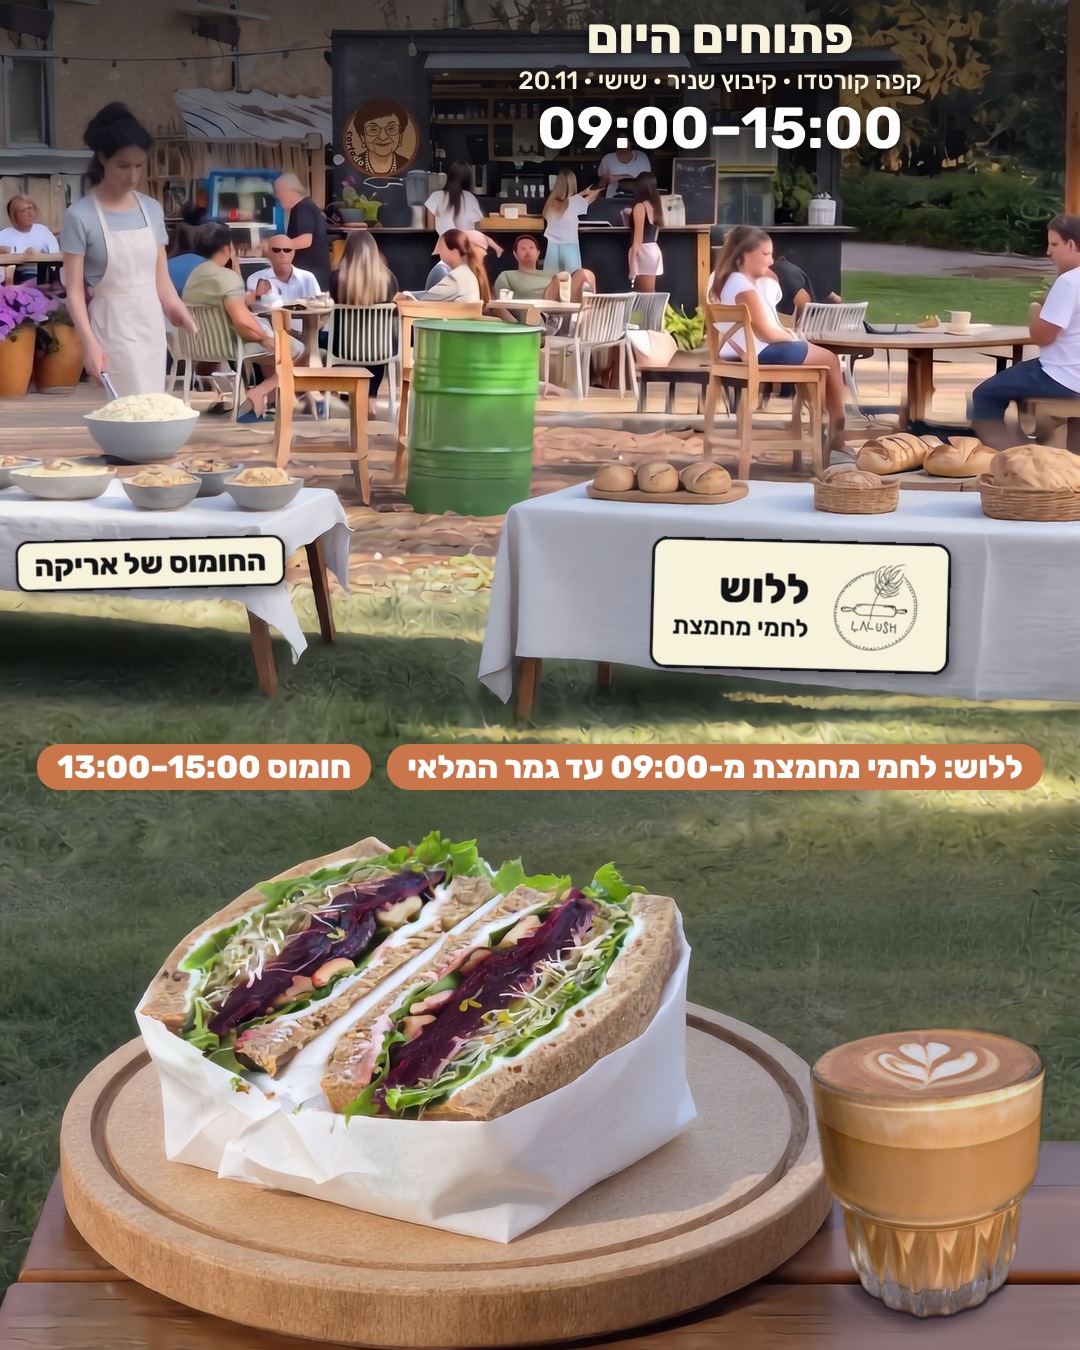 פתוחים היום
קפה קורטדו • קיבוץ שניר • שישי • 20.11
09:00–15:00
cortado
החומוס של אריקה
ללוש
לחמי מחמצת
LALUSH
ללוש: לחמי מחמצת מ-09:00 עד גמר המלאי
חומוס 13:00–15:00